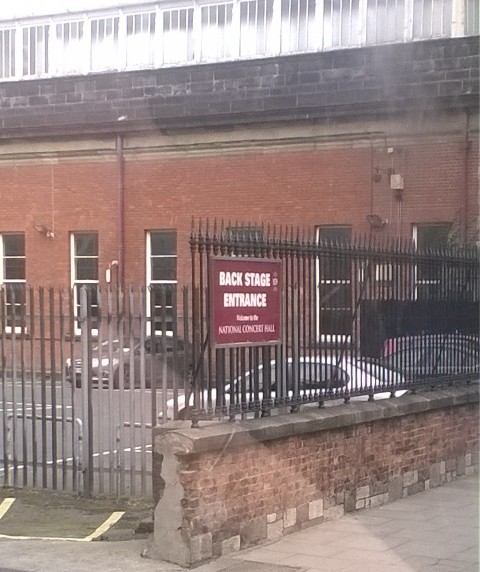 BACK STAGE
ENTRANCE
Welcome to the
NATIONAL CONCERT HALL